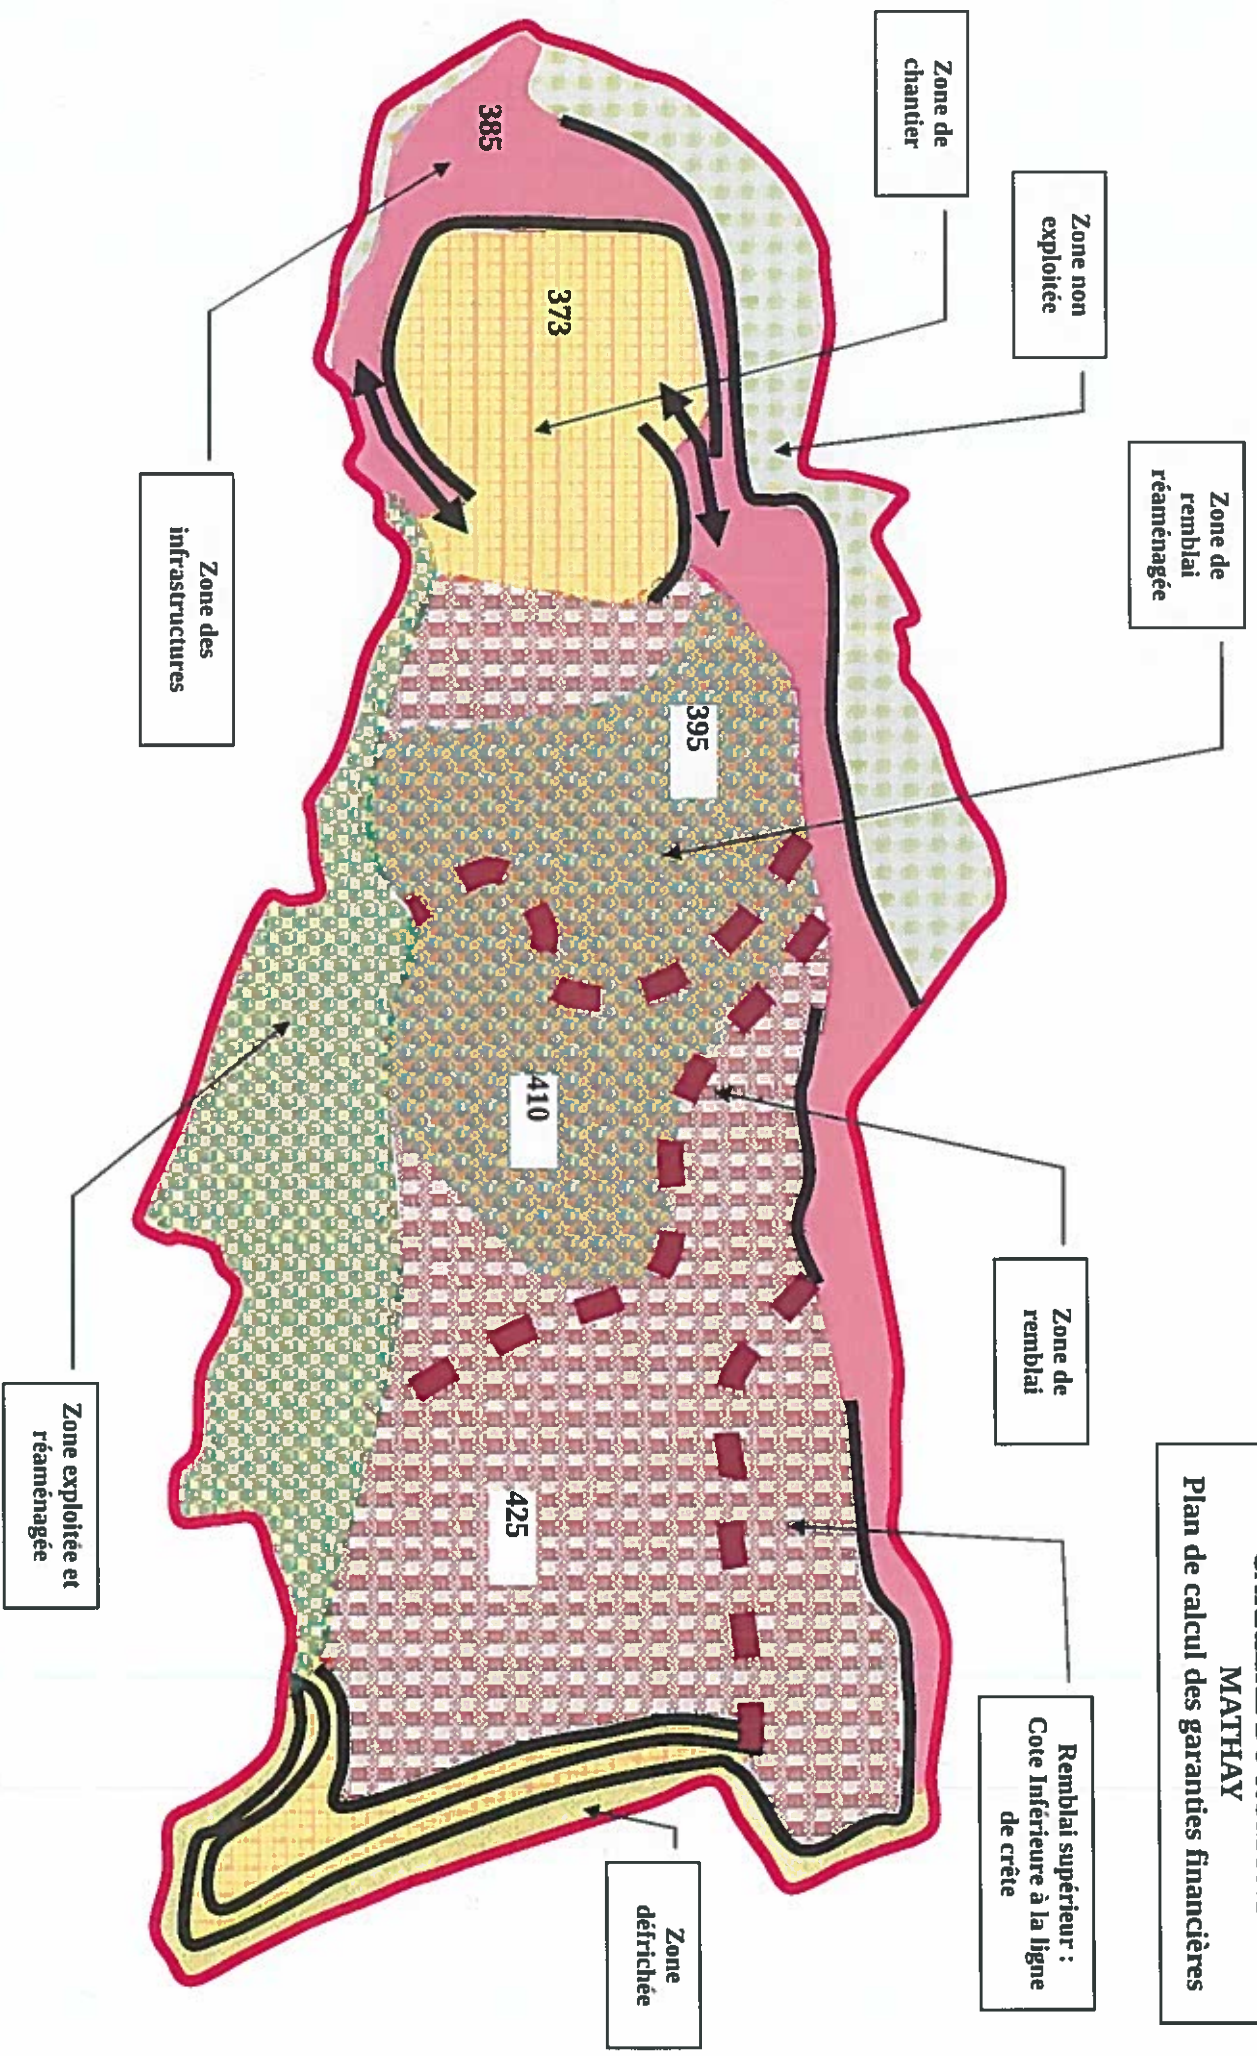 MATHAY
Plan de calcul des garanties financières
Zone de
chantier
Zone non
exploitée
Zone de
remblai
réaménagée
Zone de
remblai
Remblai supérieur :
Cote Inférieure à la ligne
de crête
385
373
395
410
425
Zone des
infrastructures
Zone exploitée et
réaménagée
Zone
défrichée